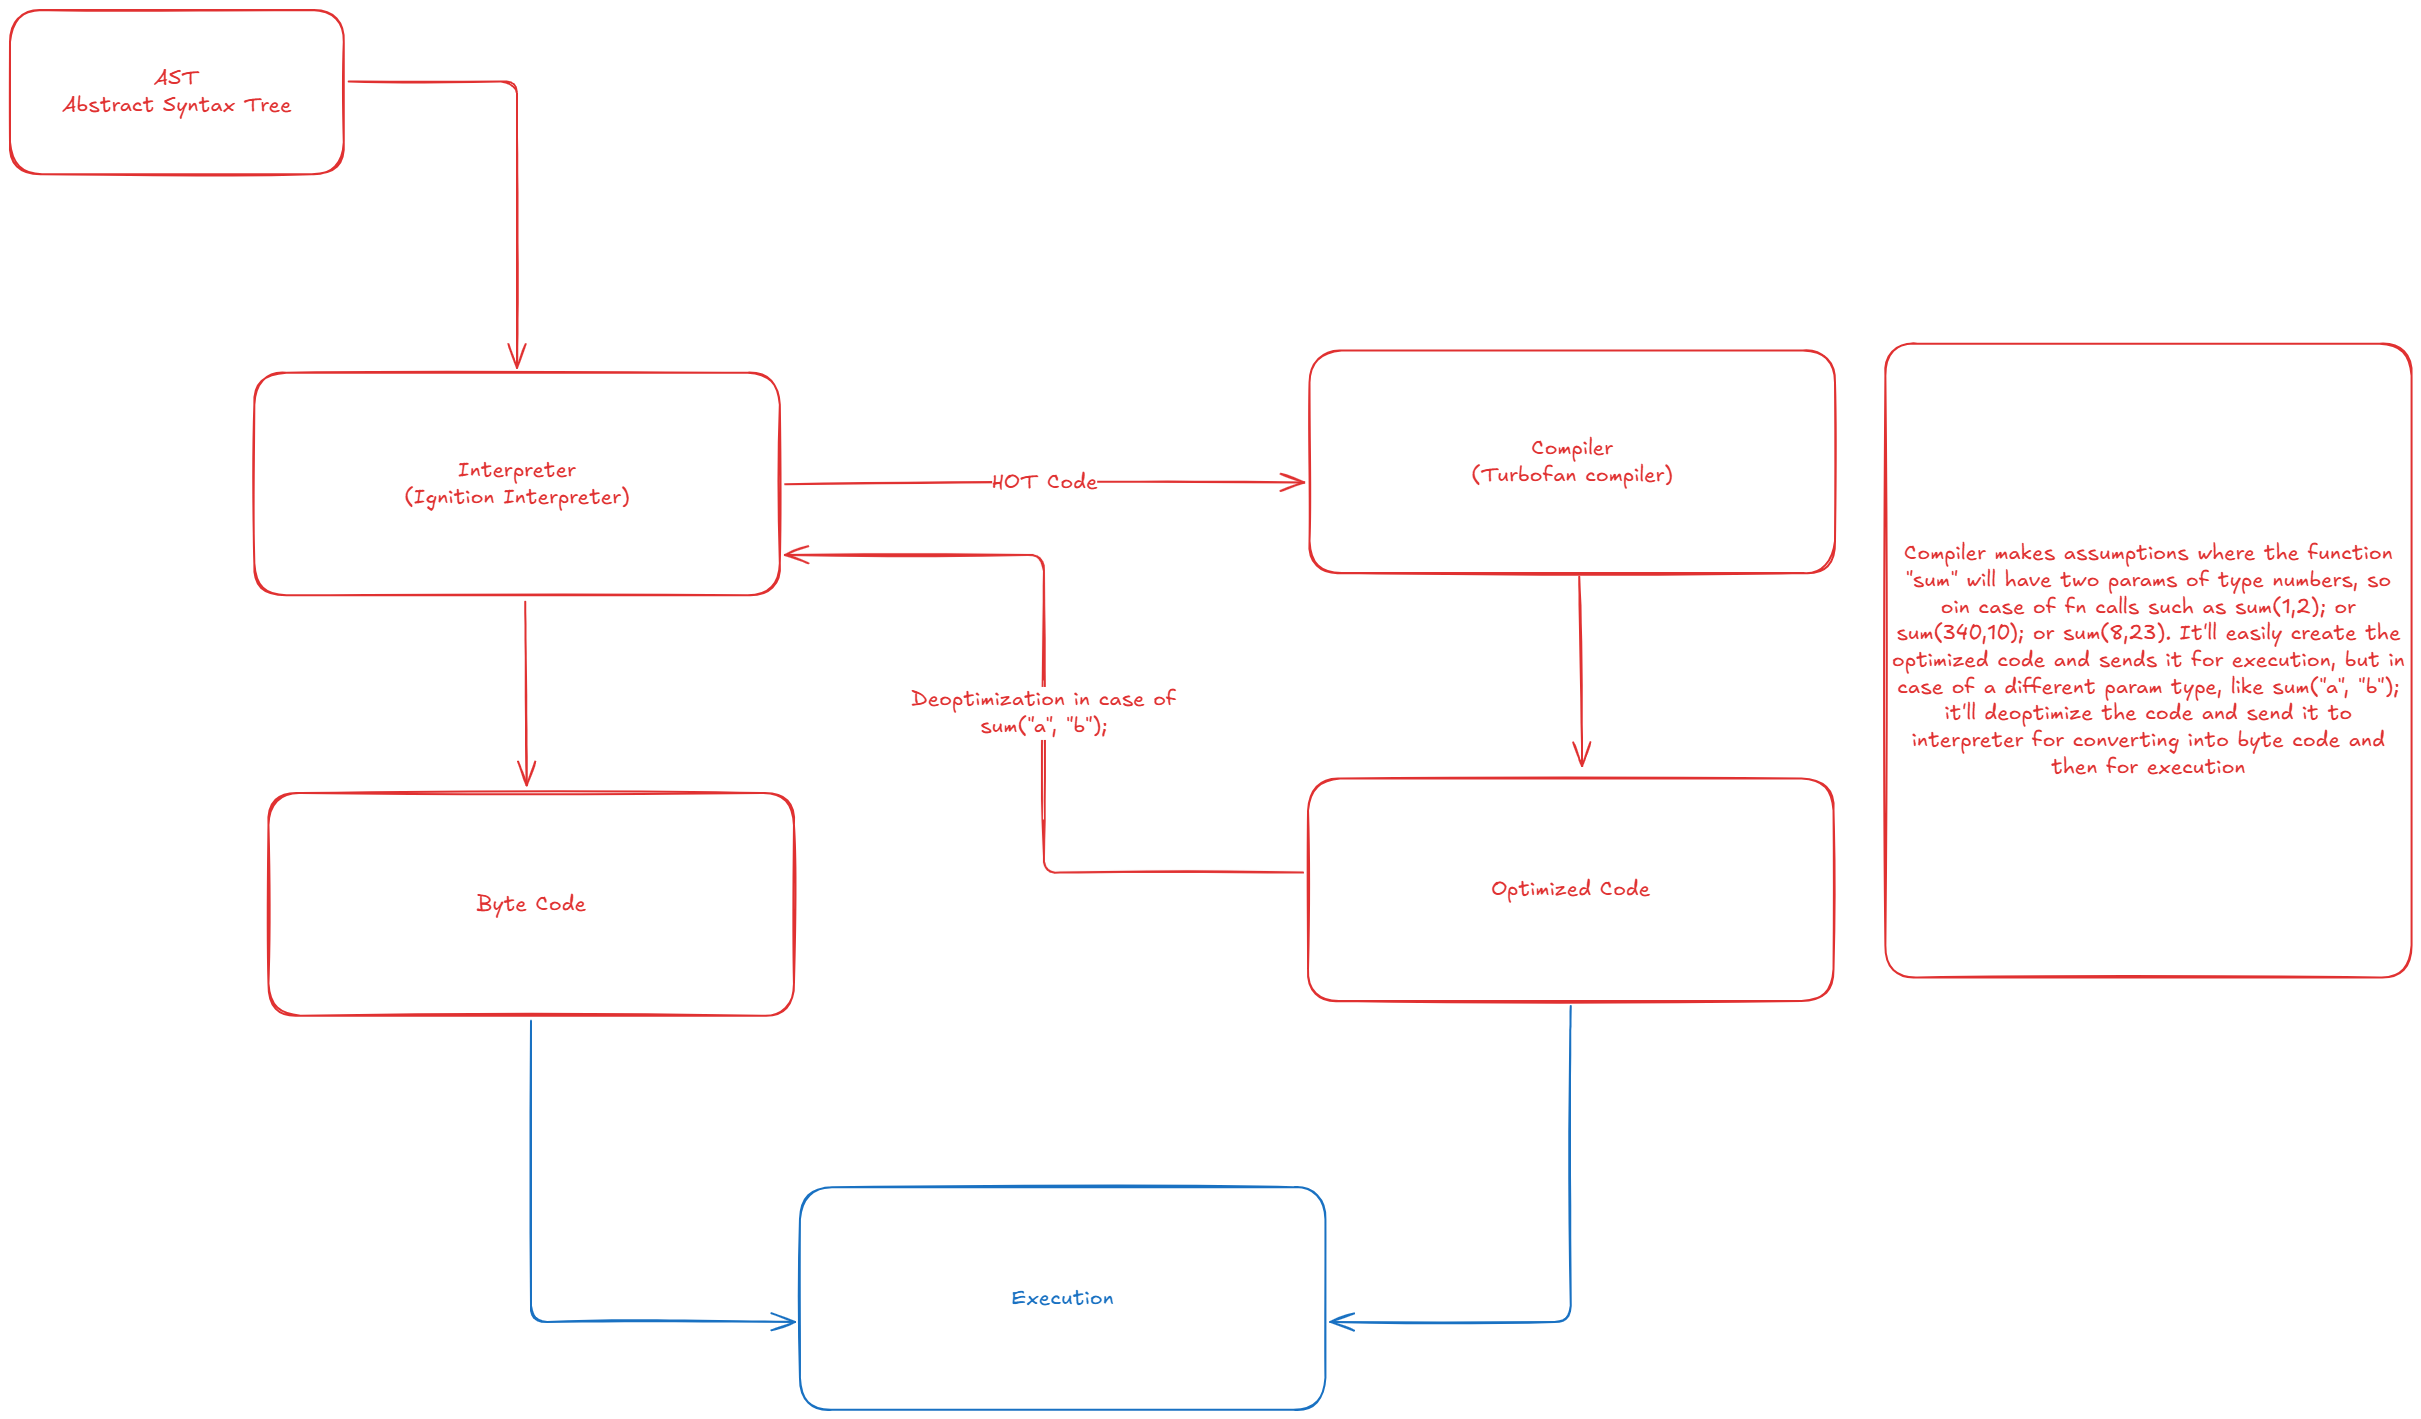 AST
Abstract Syntax Tree
Interpreter
(Ignition Interpreter)
HOT Code
Compiler
(Turbofan compiler)
Compiler makes assumptions where the function
"sum" will have two params of type numbers, so
oin case of fn calls such as sum(1,2); or
sum(340,10); or sum(8,23). It'll easily create the
optimized code and sends it for execution, but in
case of a different param type, like sum("a", "b");
it'll deoptimize the code and send it to
interpreter for converting into byte code and
then for execution
Deoptimization in case of
sum("a", "b");
Byte Code
Optimized Code
Execution